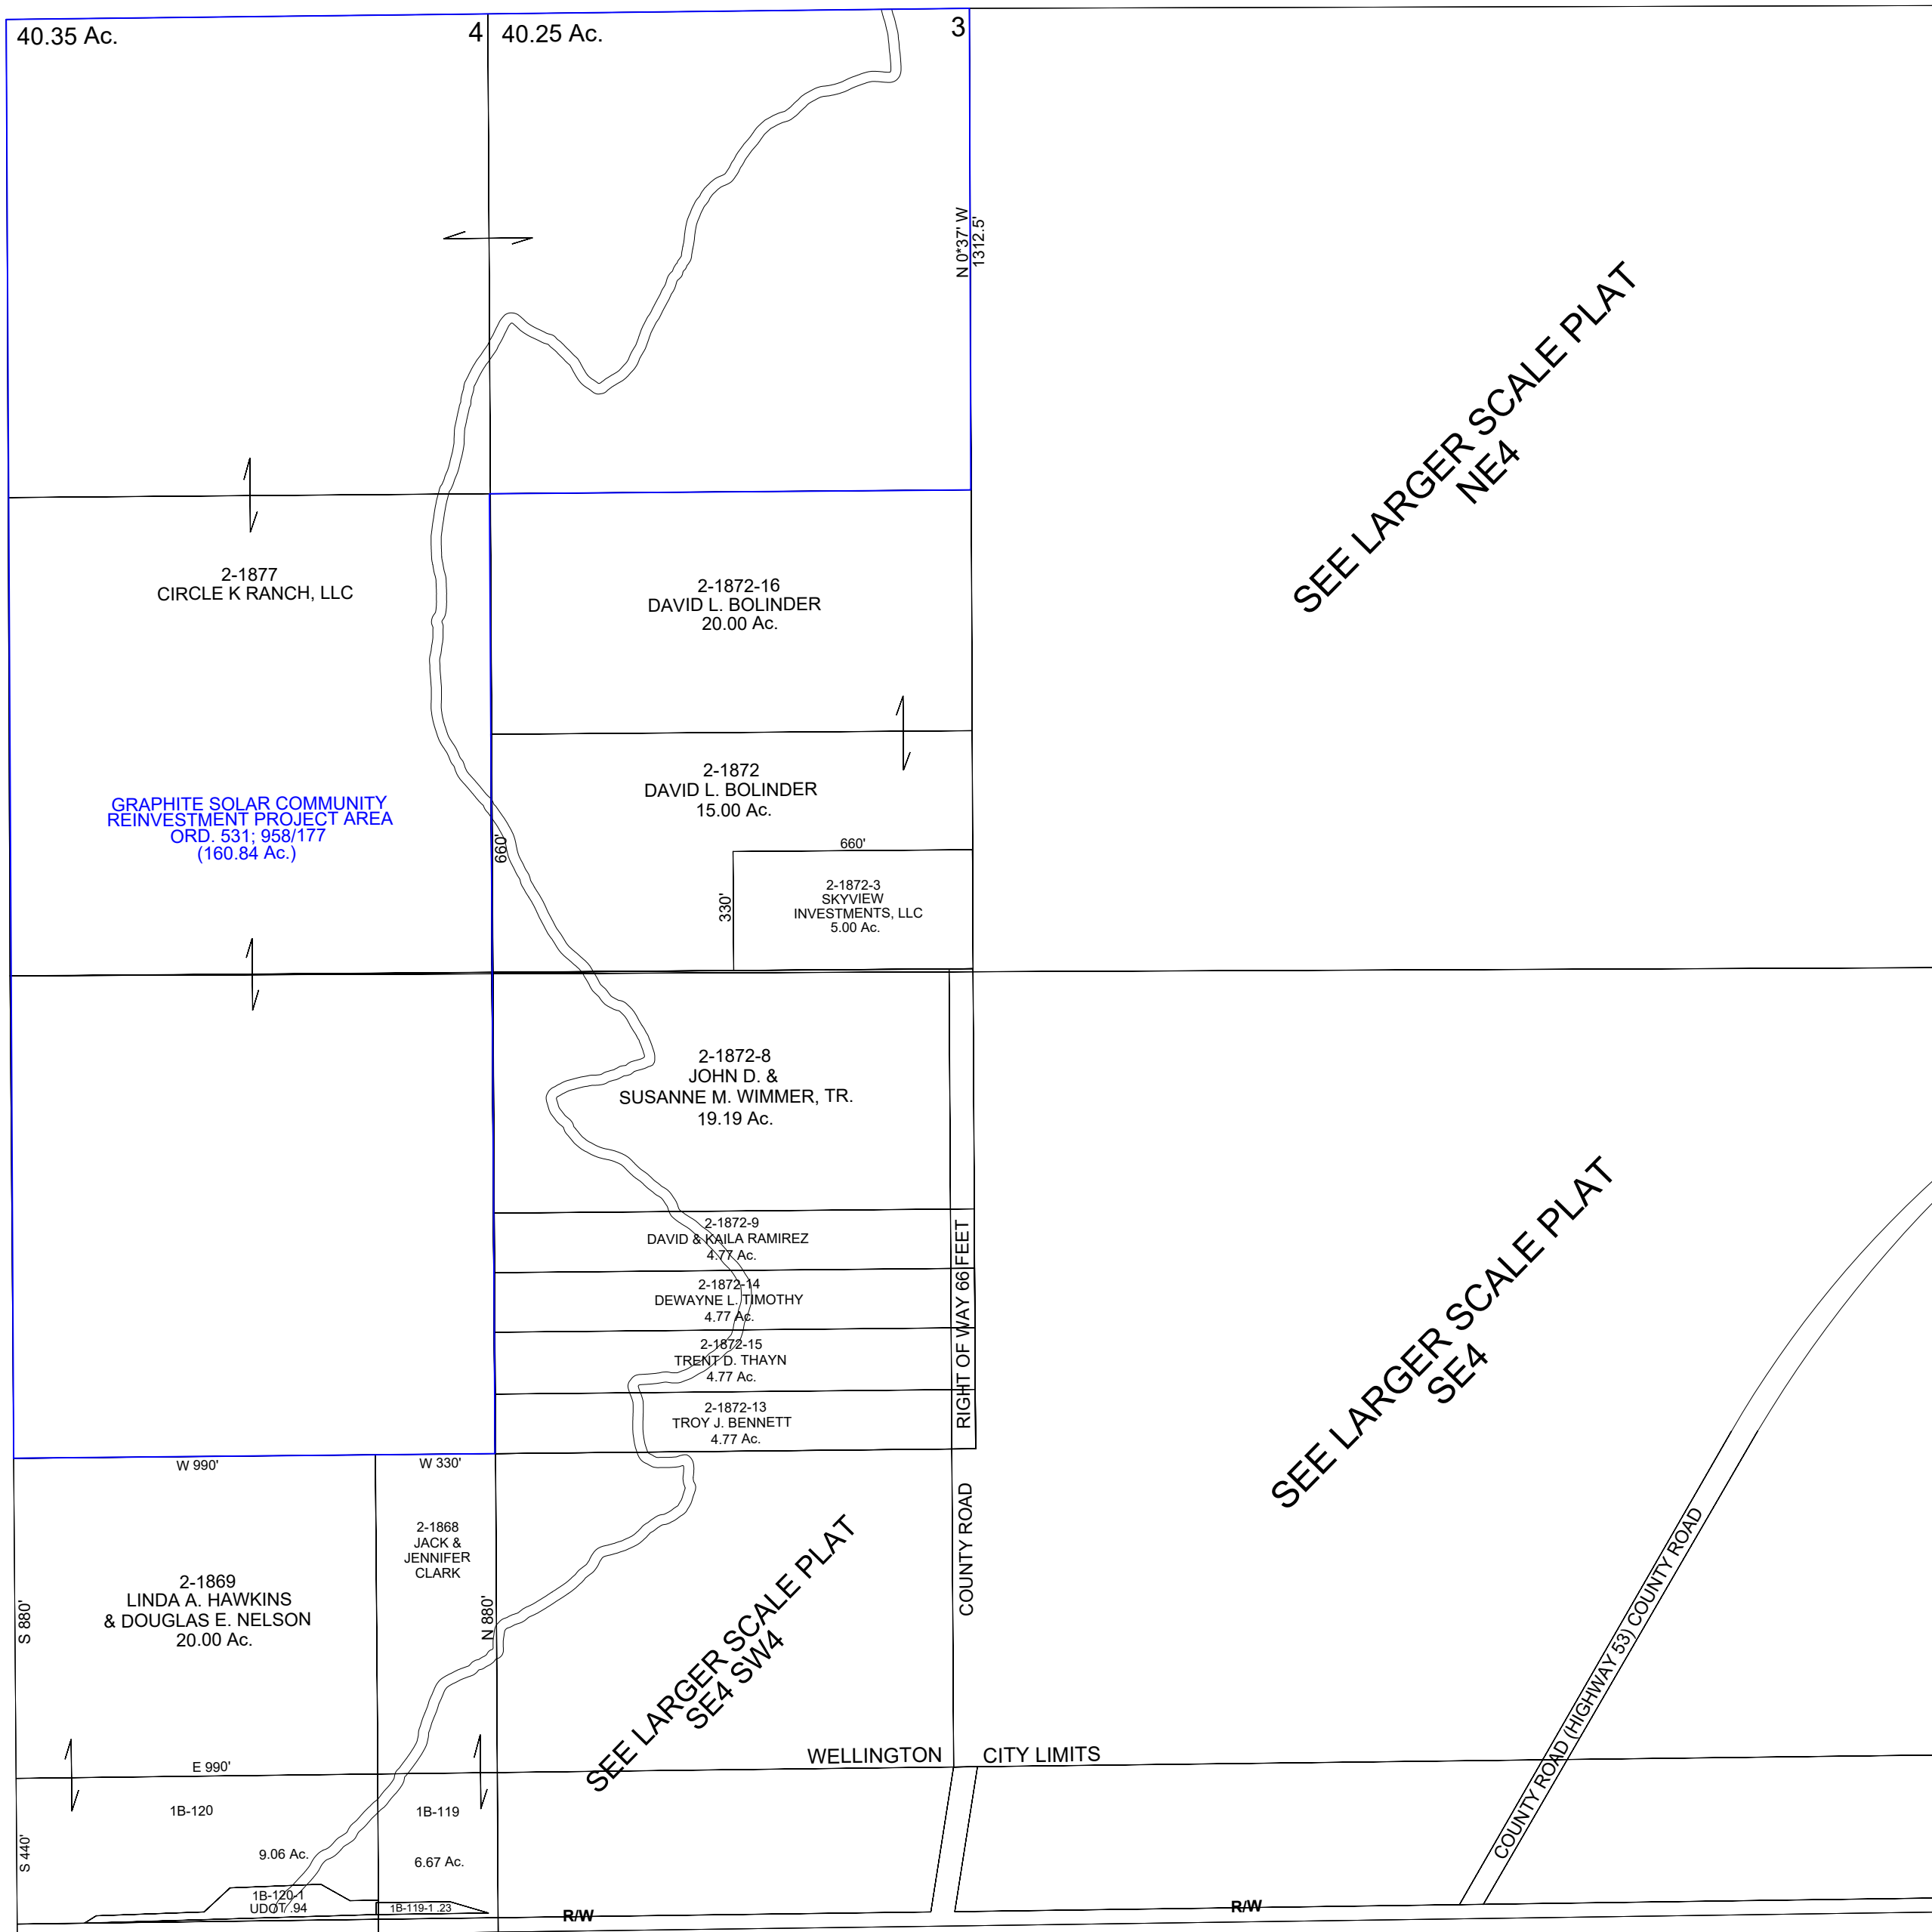 40.35 Ac.
4
40.25 Ac.
3
N 0*37' W
1312.5'
SEE LARGER SCALE PLAT
NE4
2-1877
CIRCLE K RANCH, LLC
2-1872-16
DAVID L. BOLINDER
20.00 Ac.
2-1872
DAVID L. BOLINDER
15.00 Ac.
GRAPHITE SOLAR COMMUNITY
REINVESTMENT PROJECT AREA
ORD. 531; 958/177
(160.84 Ac.)
660'
660'
330'
2-1872-3
SKYVIEW
INVESTMENTS, LLC
5.00 Ac.
2-1872-8
JOHN D. &
SUSANNE M. WIMMER, TR.
19.19 Ac.
2-1872-9
DAVID & KAILA RAMIREZ
4.77 Ac.
2-1872-14
DEWAYNE L. TIMOTHY
4.77 Ac.
2-1872-15
TRENT D. THAYN
4.77 Ac.
2-1872-13
TROY J. BENNETT
4.77 Ac.
RIGHT OF WAY 66 FEET
COUNTY ROAD
SEE LARGER SCALE PLAT
SE4
W 990'
W 330'
2-1868
JACK &
JENNIFER
CLARK
2-1869
LINDA A. HAWKINS
& DOUGLAS E. NELSON
20.00 Ac.
S 880'
N 880'
SEE LARGER SCALE PLAT
SE4 SW4
COUNTY ROAD (HIGHWAY 53) COUNTY ROAD
WELLINGTON
CITY LIMITS
E 990'
1B-120
1B-119
S 440'
9.06 Ac.
6.67 Ac.
1B-120-1
UDOT .94
1B-119-1 .23
R/W
R/W